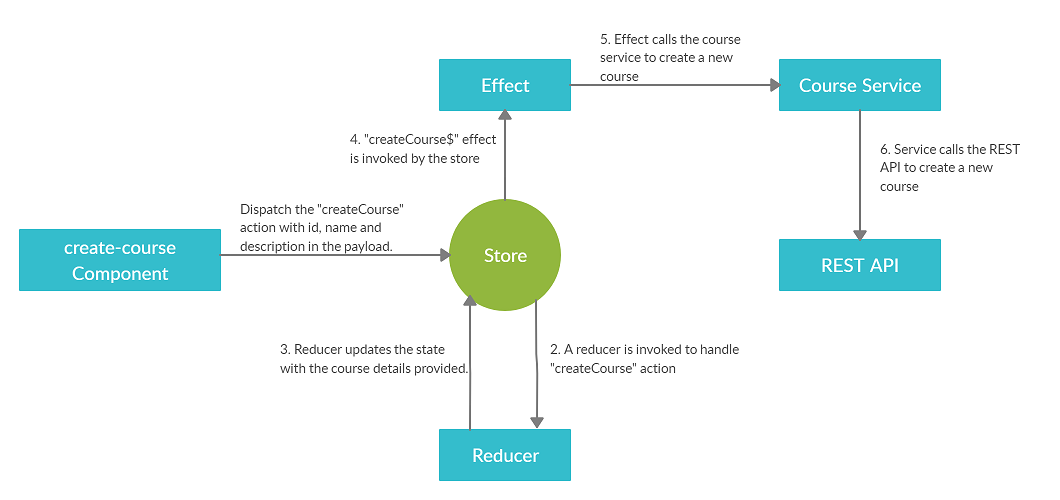 5. Effect calls the course
service to create a new
course
Effect
Course Service
4. "createCourse$" effect
is invoked by the store
6. Service calls the REST
API to create a new
course
Dispatch the "createCourse"
action with id, name and
description in the payload.
create-course
Component
Store
REST API
3. Reducer updates the state
with the course details provided.
2. A reducer is invoked to handle
"createCourse" action
Reducer